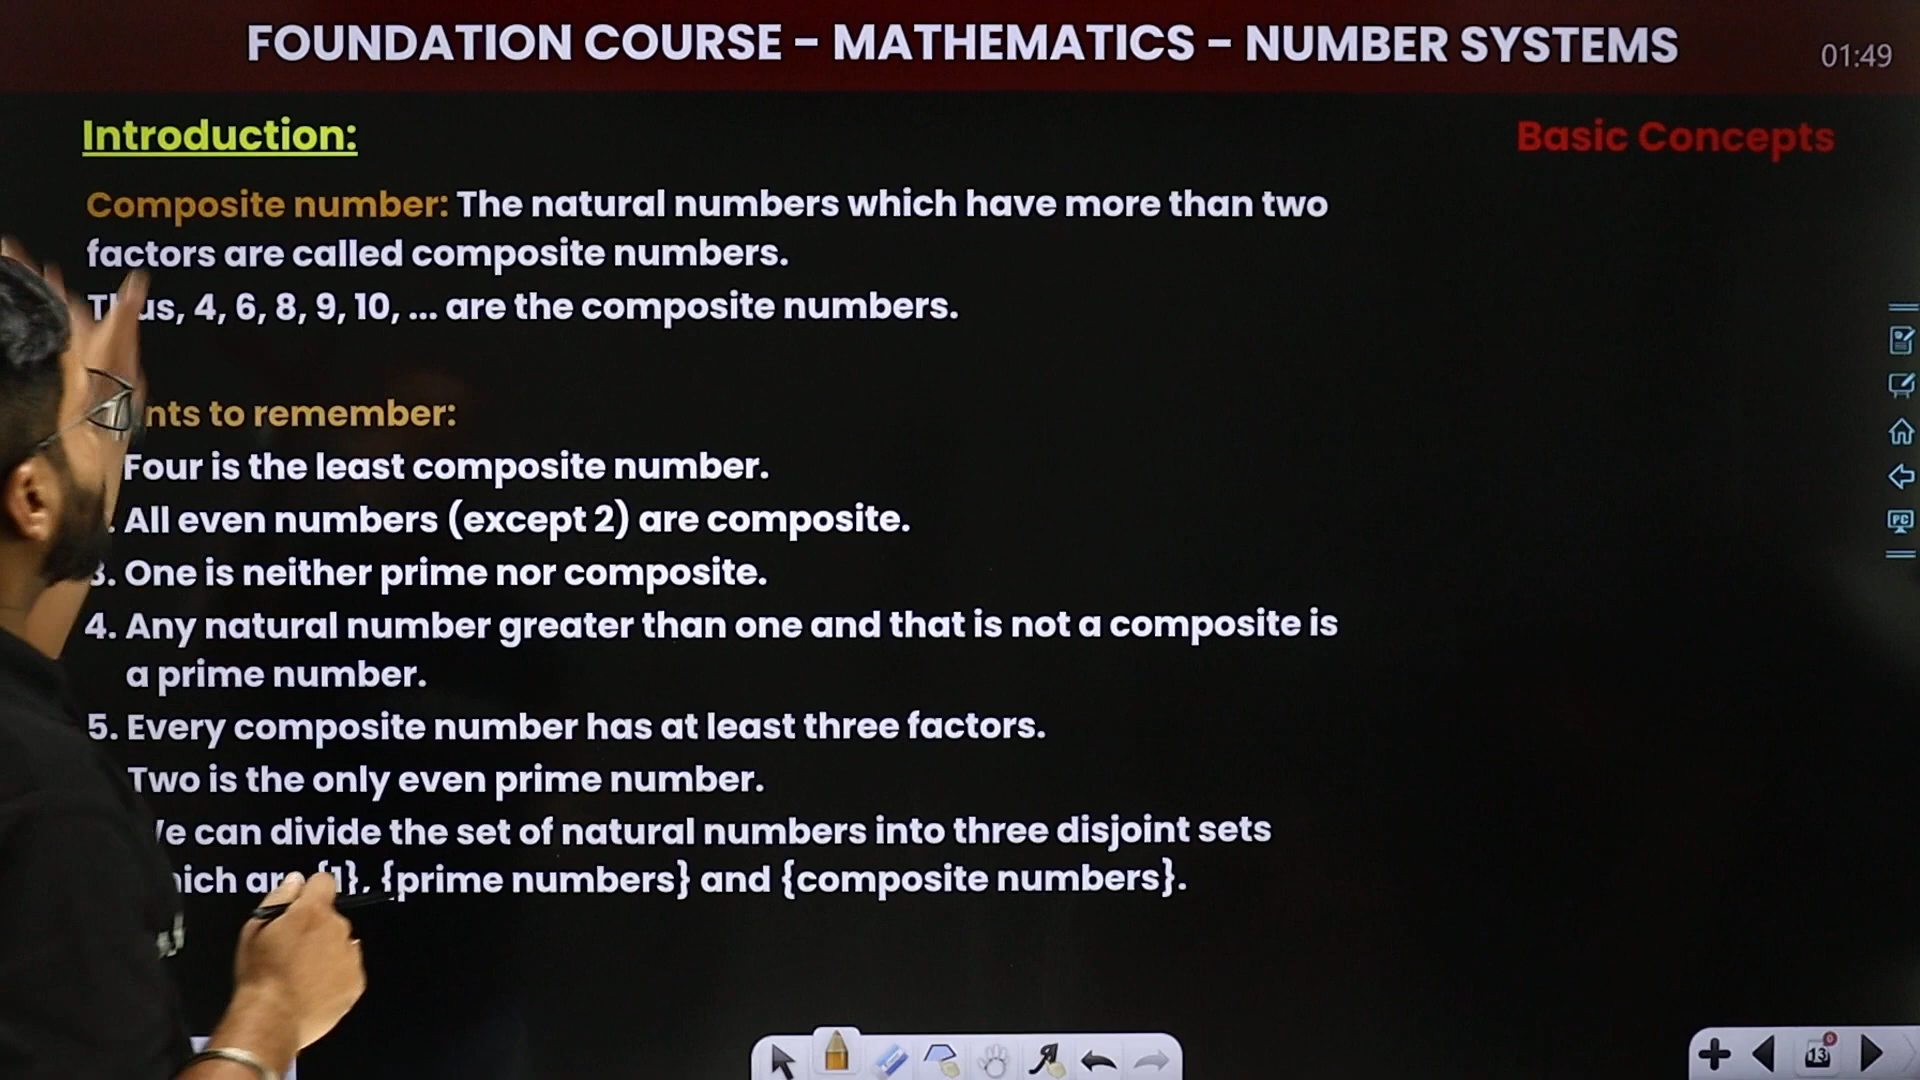 FOUNDATION COURSE - MATHEMATICS - NUMBER SYSTEMS
01:49
Introduction:
Basic Concepts
Composite number: The natural numbers which have more than two
factors are called composite numbers.
4, 6, 8, 9, 10, ... are the composite numbers.
to remember:
Four is the least composite number.
All even numbers (except 2) are composite.
3. One is neither prime nor composite.
4. Any natural number greater than one and that is not a composite is
a prime number.
5. Every composite number has at least three factors.
Two is the only even prime number.
can divide the set of natural numbers into three disjoint sets
{prime numbers} and {composite numbers}.
PC
13